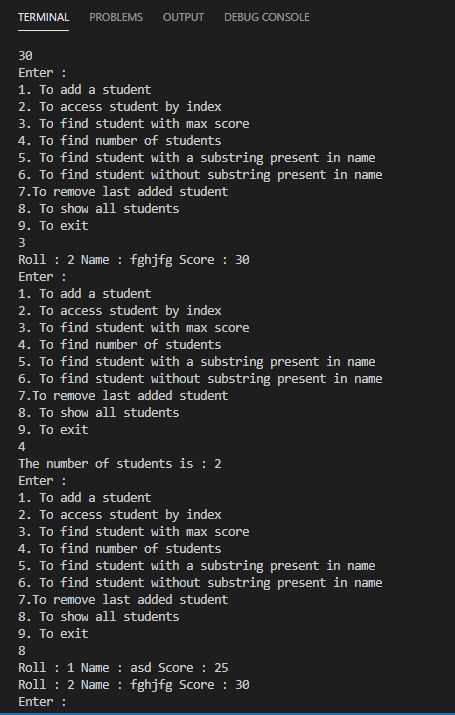 TERMINAL PROBLEMS OUTPUT DEBUG CONSOLE
30
Enter :
1. To add a student
2. To access student by index
3. To find student with max score
4. To find number of students
5. To find student with a substring present in name
6. To find student without substring present in name
7.To remove last added student
8. To show all students
9. To exit
3
Roll : 2 Name : fghjfg Score : 30
Enter :
1. To add a student
2. To access student by index
3. To find student with max score
4. To find number of students
5. To find student with a substring present in name
6. To find student without substring present in name
7.To remove last added student
8. To show all students
9. To exit
4
The number of students is : 2
Enter :
1. To add a student
2. To access student by index
3. To find student with max score
4. To find number of students
5. To find student with a substring present in name
6. To find student without substring present in name
7.To remove last added student
8. To show all students
9. To exit
8
Roll : 1 Name : asd Score : 25
Roll : 2 Name : fghjfg Score : 30
Enter :